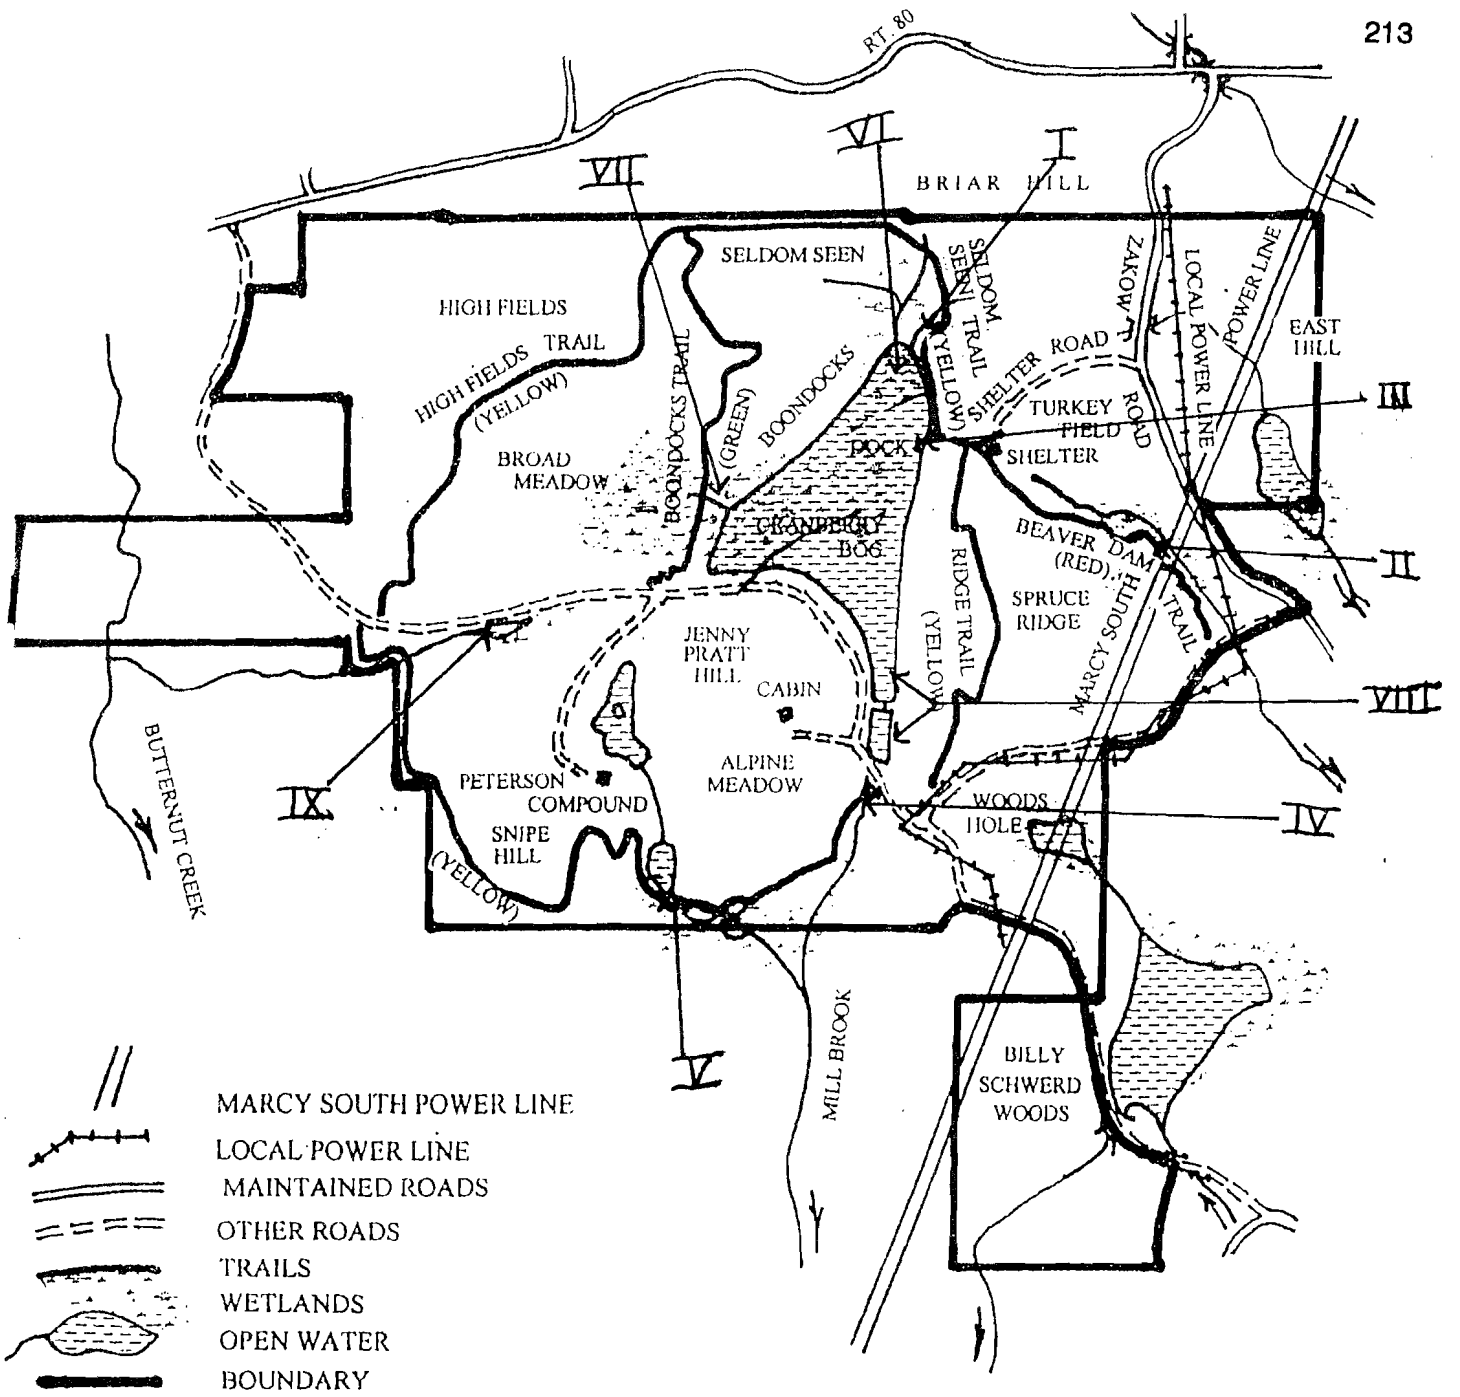 213
RT. 80
VI
I
VII
BRIAR HILL
SELDOM SEEN
SELDOM
SEEN TRAIL
(YELLOW)
ZAKOW
ROAD
LOCAL POWER LINE
POWER LINE
EAST
HILL
HIGH FIELDS
HIGH FIELDS TRAIL
(YELLOW)
BOONDOCKS TRAIL
(GREEN)
BOONDOCKS
SHELTER ROAD
TURKEY
FIELD
III
BROAD
MEADOW
DOCK
SHELTER
CRANBERRY
BOG
BEAVER DAM
(RED)
TRAIL
II
RIDGE TRAIL
(YELLOW)
SPRUCE
RIDGE
MARCY SOUTH
JENNY
PRATT
HILL
CABIN
VIII
BUTTERNUT CREEK
IX
PETERSON
COMPOUND
ALPINE
MEADOW
WOODS
HOLE
IV
SNIPE
HILL
(YELLOW)
V
MILL BROOK
BILLY
SCHWERD
WOODS
MARCY SOUTH POWER LINE
LOCAL POWER LINE
MAINTAINED ROADS
OTHER ROADS
TRAILS
WETLANDS
OPEN WATER
BOUNDARY